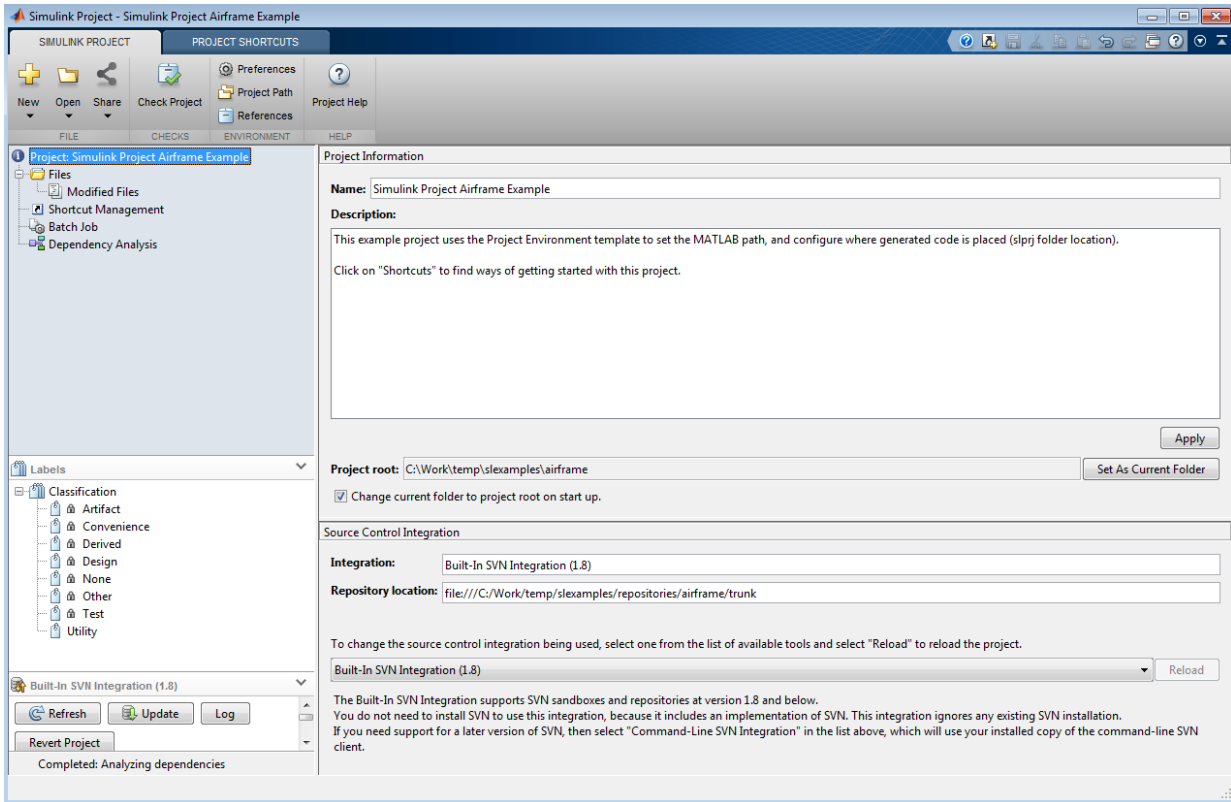 Simulink Project - Simulink Project Airframe Example
SIMULINK PROJECT
PROJECT SHORTCUTS
New
Open
Share
Check Project
Preferences
Project Path
References
Project Help
FILE
CHECKS
ENVIRONMENT
HELP
Project: Simulink Project Airframe Example
Files
Modified Files
Shortcut Management
Batch Job
Dependency Analysis
Labels
Classification
Artifact
Convenience
Derived
Design
None
Other
Test
Utility
Built-In SVN Integration (1.8)
Refresh
Update
Log
Revert Project
Completed: Analyzing dependencies
Project Information
Name: Simulink Project Airframe Example
Description:
This example project uses the Project Environment template to set the MATLAB path, and configure where generated code is placed (slprj folder location).
Click on "Shortcuts" to find ways of getting started with this project.
Apply
Project root: C:\Work\temp\slexamples\airframe
Set As Current Folder
Change current folder to project root on start up.
Source Control Integration
Integration: Built-In SVN Integration (1.8)
Repository location: file:///C:/Work/temp/slexamples/repositories/airframe/trunk
To change the source control integration being used, select one from the list of available tools and select "Reload" to reload the project.
Built-In SVN Integration (1.8)
Reload
The Built-In SVN Integration supports SVN sandboxes and repositories at version 1.8 and below.
You do not need to install SVN to use this integration, because it includes an implementation of SVN. This integration ignores any existing SVN installation.
If you need support for a later version of SVN, then select "Command-Line SVN Integration" in the list above, which will use your installed copy of the command-line SVN
client.